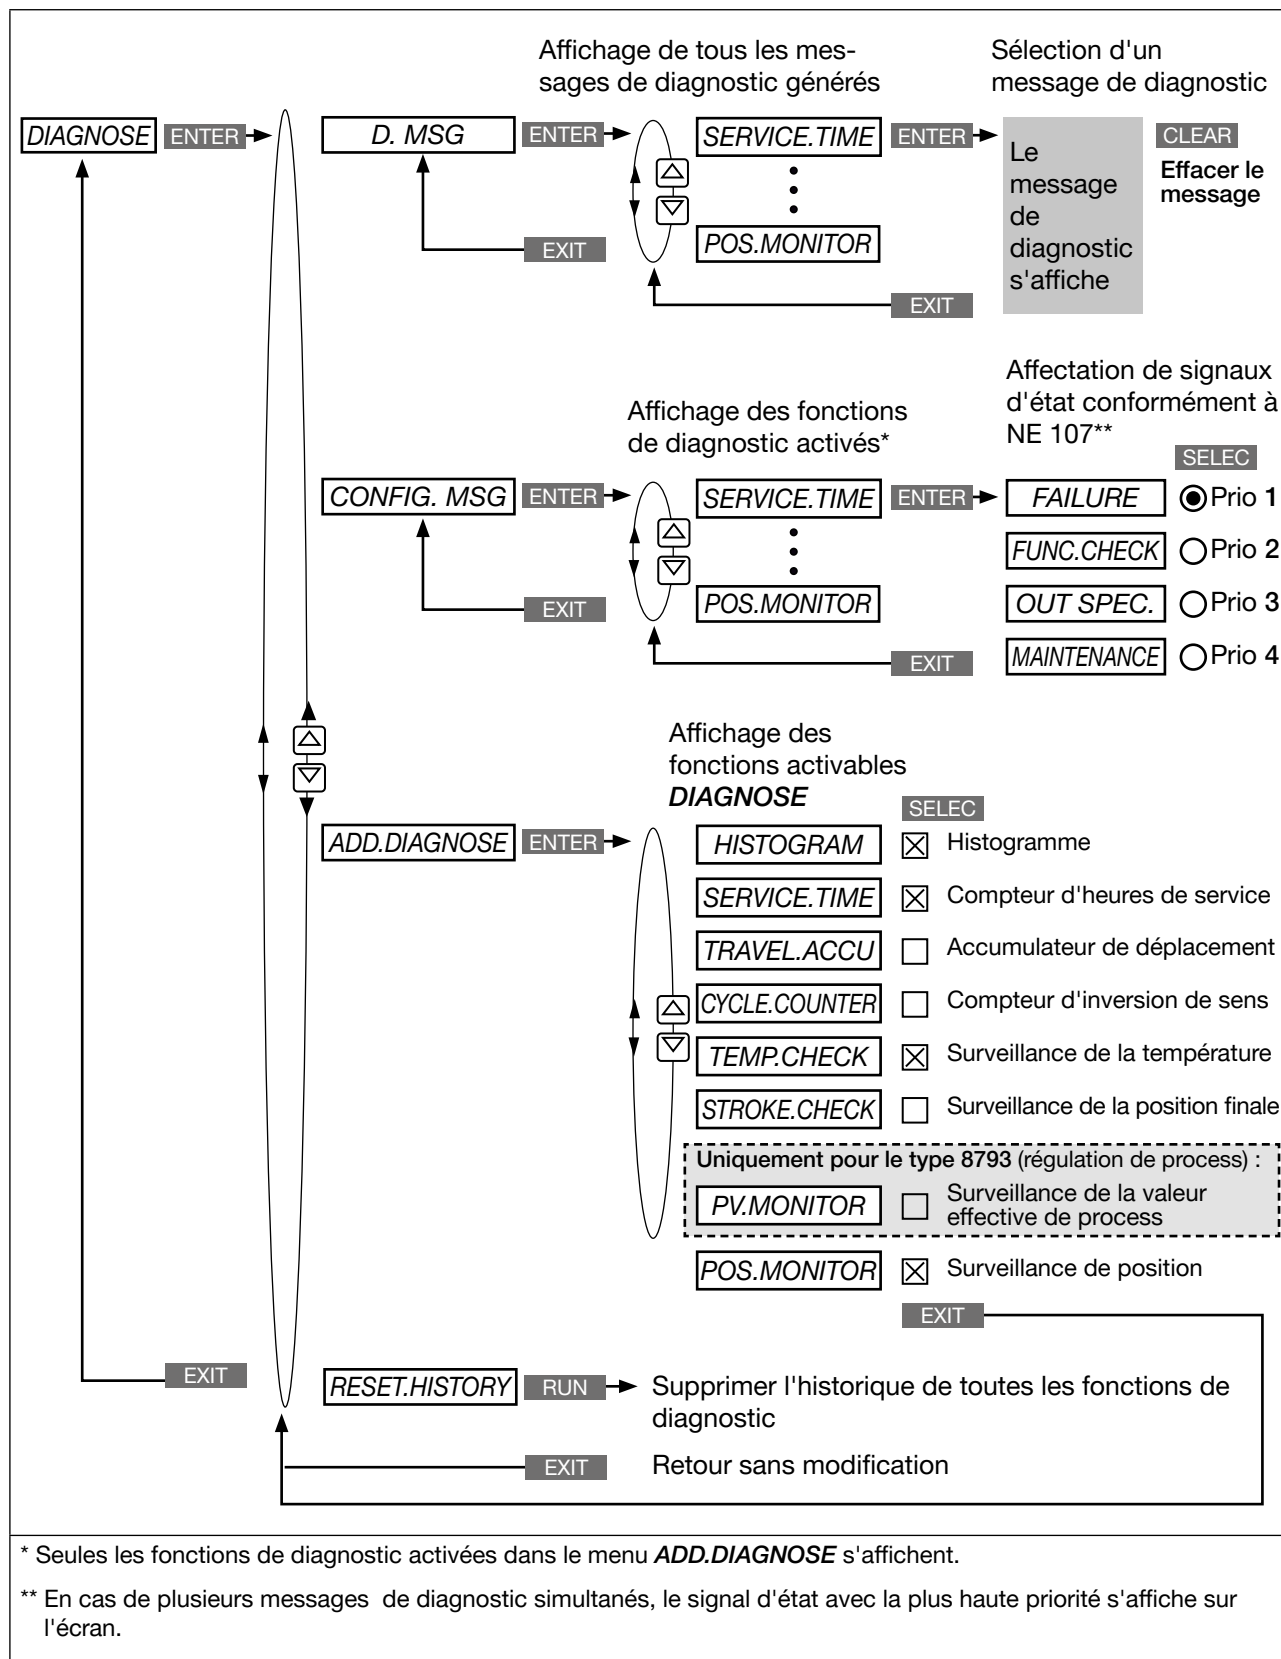 Affichage de tous les mes-
sages de diagnostic générés
Sélection d'un
message de diagnostic
DIAGNOSE ENTER
D. MSG ENTER
SERVICE.TIME ENTER
Le
message
de
diagnostic
s'affiche
CLEAR
Effacer le
message
POS.MONITOR
EXIT
EXIT
Affichage des fonctions
de diagnostic activés*
Affectation de signaux
d'état conformément à
NE 107**
SELEC
CONFIG. MSG ENTER
SERVICE.TIME ENTER
FAILURE Prio 1
FUNC.CHECK Prio 2
OUT SPEC. Prio 3
MAINTENANCE Prio 4
POS.MONITOR
EXIT
EXIT
Affichage des
fonctions activables
DIAGNOSE
SELEC
ADD.DIAGNOSE ENTER
HISTOGRAM Histogramme
SERVICE.TIME Compteur d'heures de service
TRAVEL.ACCU Accumulateur de déplacement
CYCLE.COUNTER Compteur d'inversion de sens
TEMP.CHECK Surveillance de la température
STROKE.CHECK Surveillance de la position finale
Uniquement pour le type 8793 (régulation de process) :
PV.MONITOR Surveillance de la valeur
effective de process
POS.MONITOR Surveillance de position
EXIT
EXIT
RESET.HISTORY RUN Supprimer l'historique de toutes les fonctions de
diagnostic
EXIT Retour sans modification
* Seules les fonctions de diagnostic activées dans le menu ADD.DIAGNOSE s'affichent.
** En cas de plusieurs messages de diagnostic simultanés, le signal d'état avec la plus haute priorité s'affiche sur
l'écran.